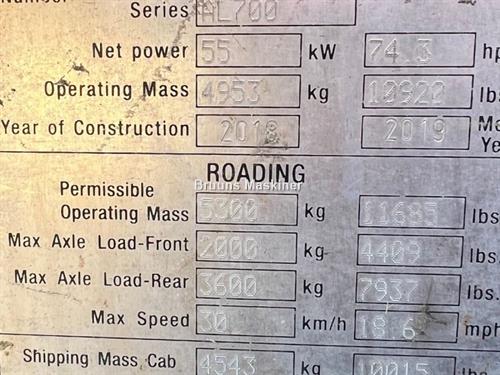 Series AL700
Net power 55 kW 74.3 hp
Operating Mass 4953 kg 10920 lbs
Year of Construction 2018 2019 Ma
Ye
ROADING
Bruuns Maskiner
Permissible
Operating Mass 5300 kg 11685 lbs
Max Axle Load-Front 2000 kg 4409 lbs.
Max Axle Load-Rear 3600 kg 7937 lbs.
Max Speed 30 km/h 18.6 mph
Shipping Mass Cab 4543 kg 10015 lbs